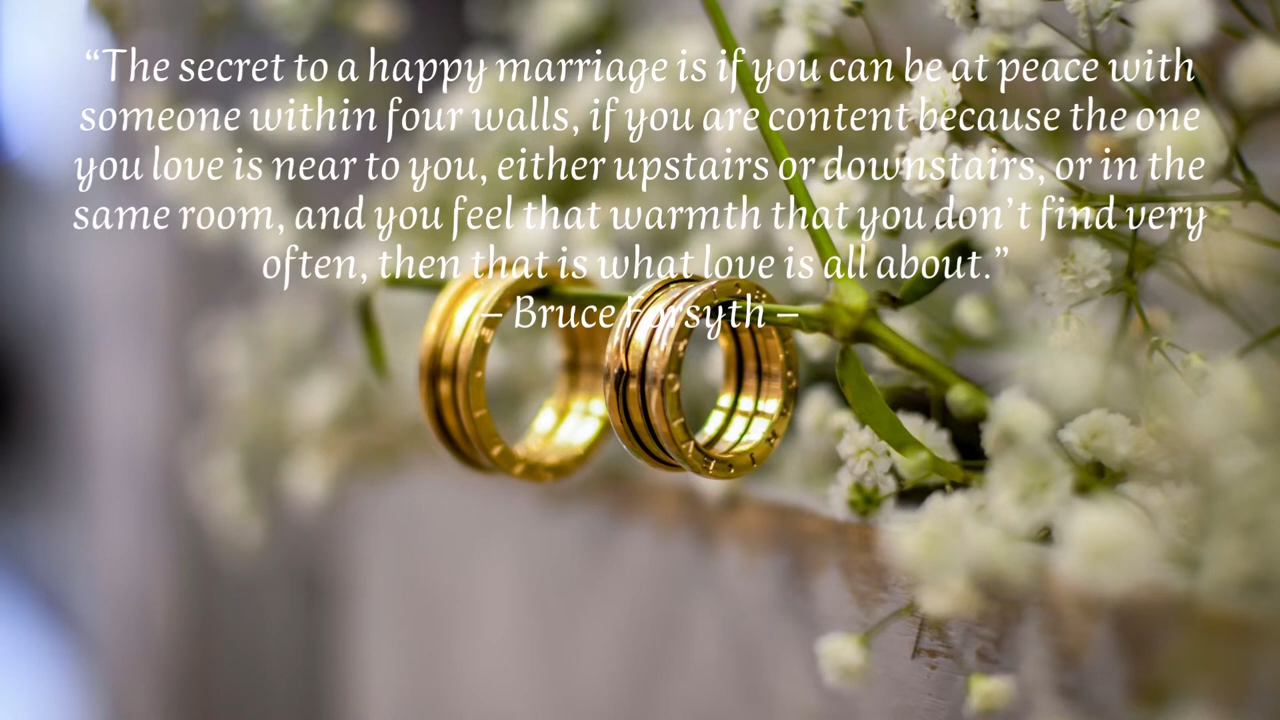 “The secret to a happy marriage is if you can be at peace with
someone within four walls, if you are content because the one
you love is near to you, either upstairs or downstairs, or in the
same room, and you feel that warmth that you don’t find very
often, then that is what love is all about.”
– Bruce Forsyth –